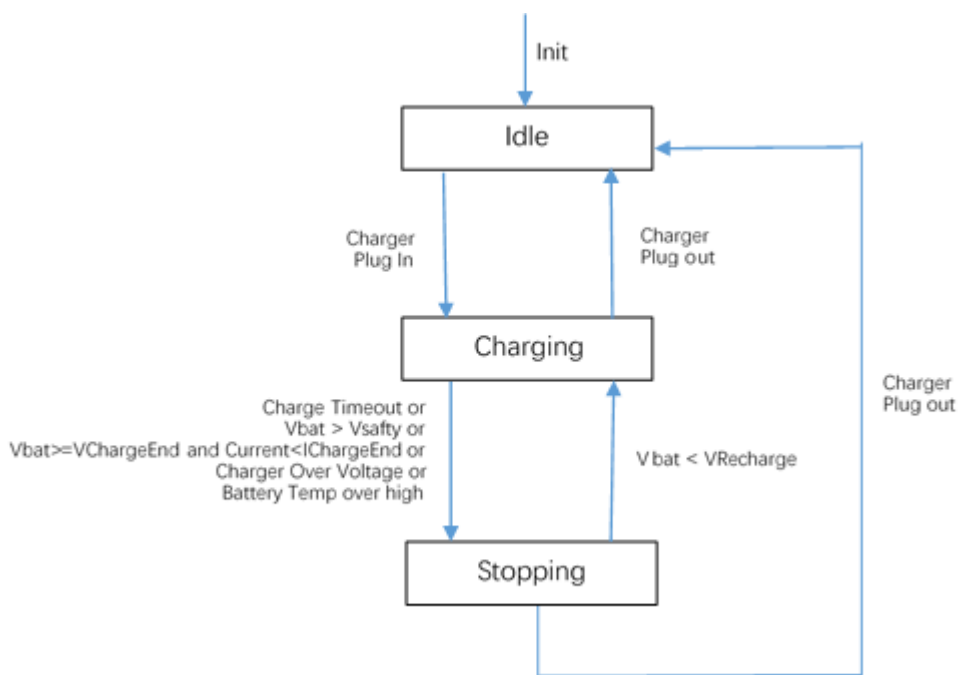 Init
Idle
Charger
Plug In
Charger
Plug out
Charging
Charge Timeout or
Vbat > Vsafty or
Vbat>=VChargeEnd and Current<IChargeEnd or
Charger Over Voltage or
Battery Temp over high
Vbat < VRecharge
Charger
Plug out
Stopping